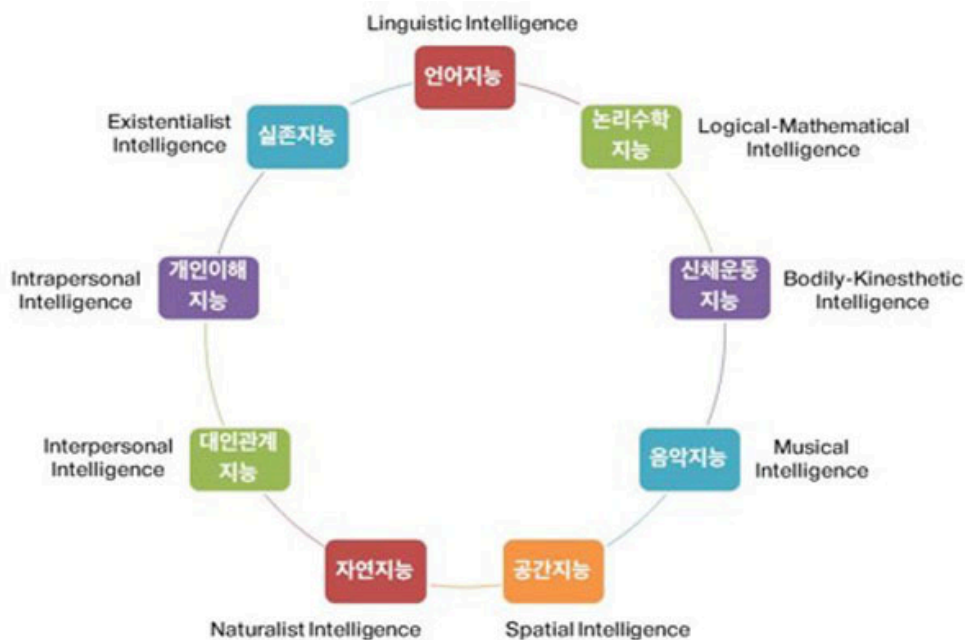 Linguistic Intelligence
언어지능
논리수학
지능
Logical-Mathematical
Intelligence
신체운동
지능
Bodily-Kinesthetic
Intelligence
음악지능
Musical
Intelligence
공간지능
Spatial Intelligence
자연지능
Naturalist Intelligence
대인관계
지능
Interpersonal
Intelligence
개인이해
지능
Intrapersonal
Intelligence
실존지능
Existentialist
Intelligence